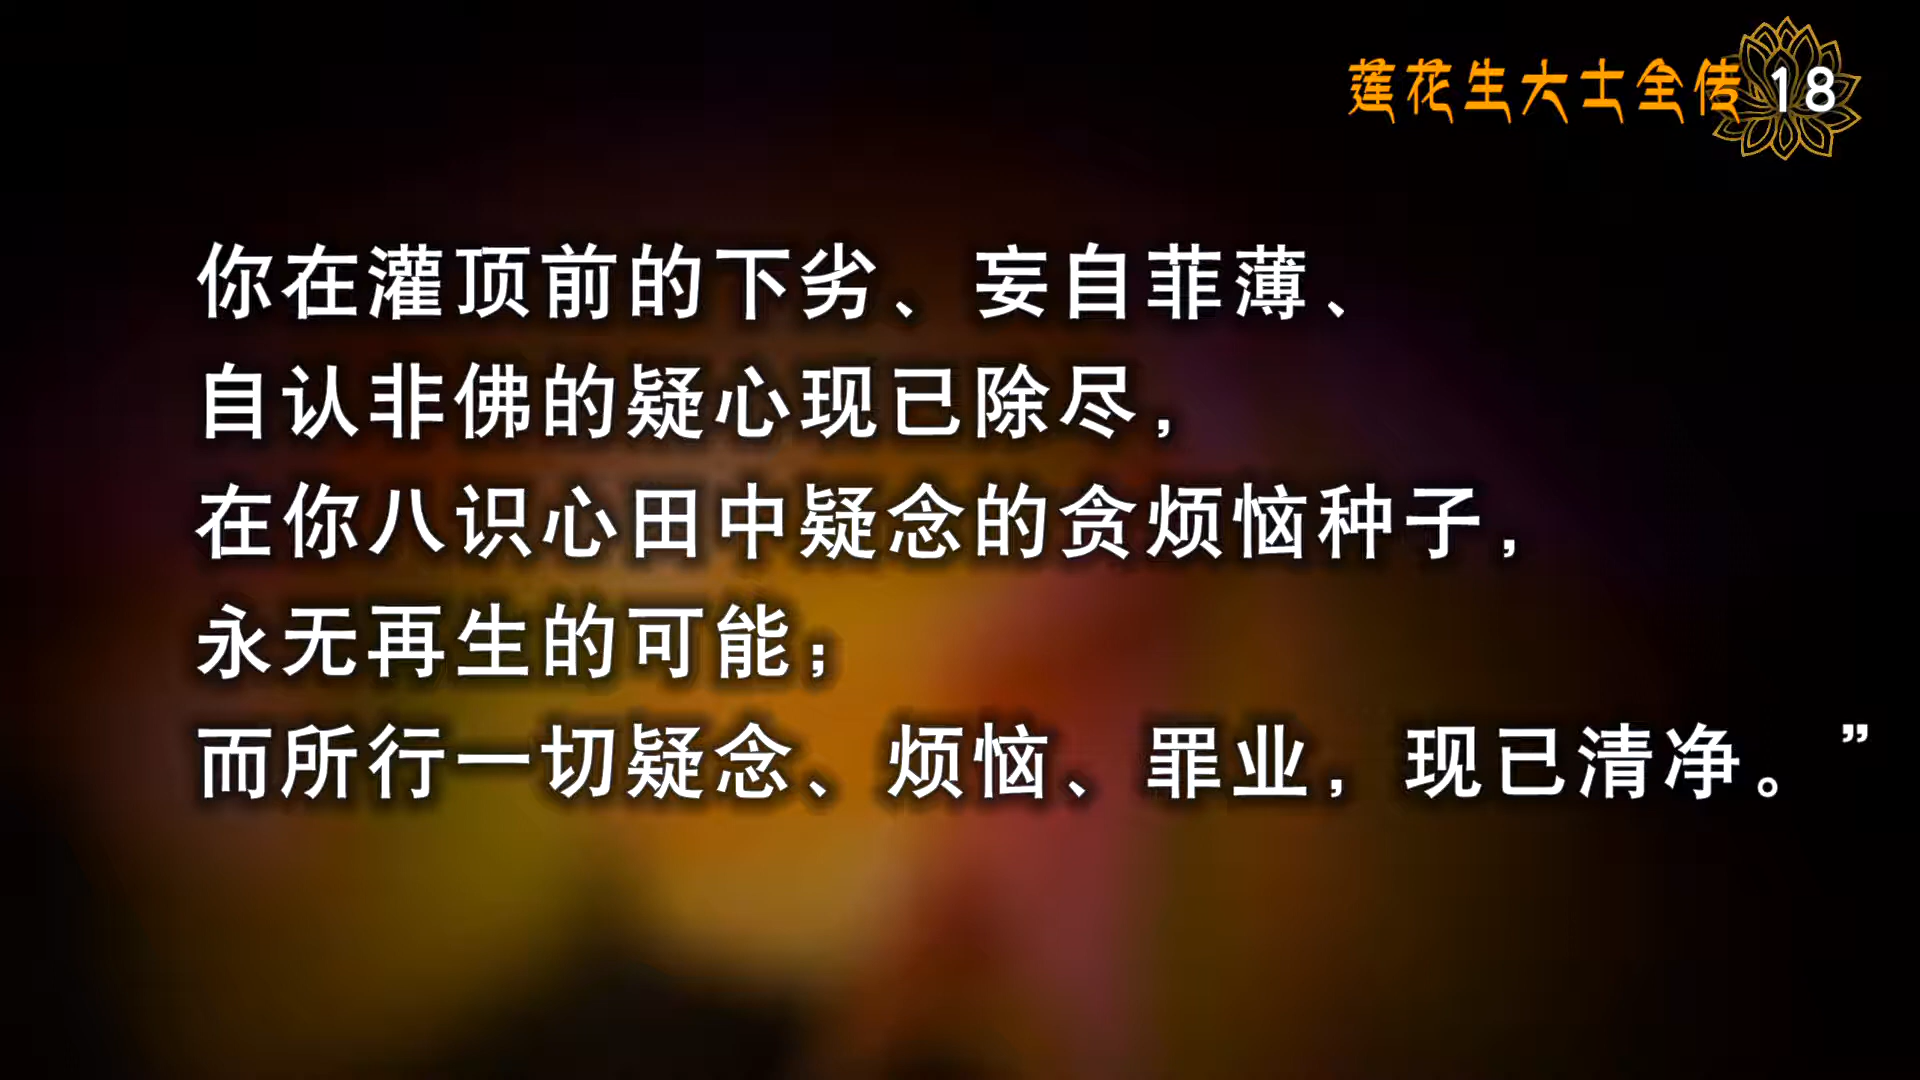 莲花生大士全传 18
你在灌顶前的下劣、妄自菲薄、
自认非佛的疑心现已除尽，
在你八识心田中疑念的贪烦恼种子，
永无再生的可能；
而所行一切疑念、烦恼、罪业，现已清净。”